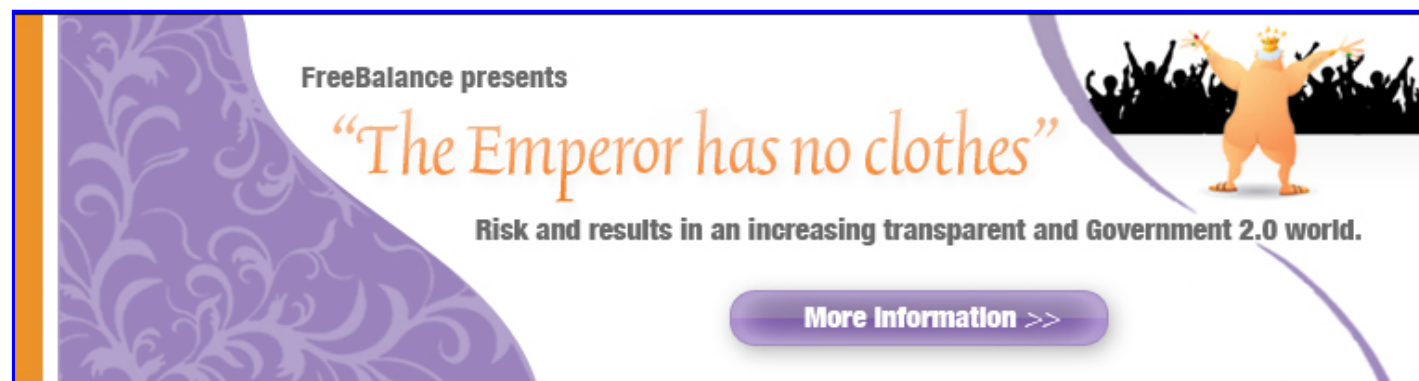 FreeBalance presents
“The Emperor has no clothes”
Risk and results in an increasing transparent and Government 2.0 world.
More Information >>